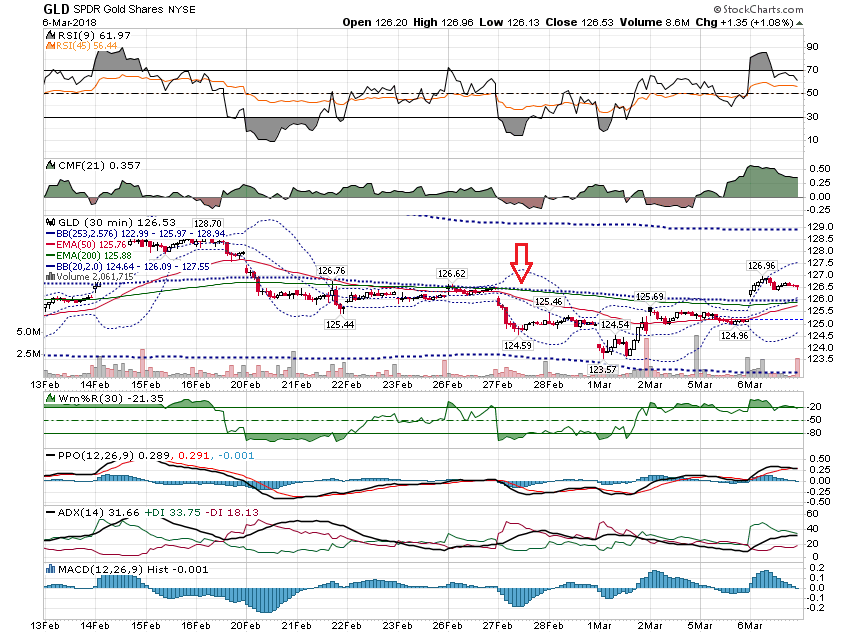 GLD SPDR Gold Shares NYSE © StockCharts.com
6-Mar-2018 Open 126.20 High 126.96 Low 126.13 Close 126.53 Volume 8.6M Chg +1.35 (+1.08%)
RSI(9) 61.97
RSI(45) 56.44
90
70
50
30
10
CMF(21) 0.357
0.50
0.25
0.00
-0.25
GLD (30 min) 126.53
BB(253,2.576) 122.99 - 125.97 - 128.94
EMA(50) 125.76
EMA(200) 125.88
BB(20,2.0) 124.64 - 126.09 - 127.55
Volume 2,061,715
128.70
126.76
125.44
126.62
124.59
125.46
123.57
124.54
125.69
124.96
126.96
129.0
128.5
128.0
127.5
127.0
126.5
126.0
125.5
125.0
124.5
124.0
123.5
5.0M
2.5M
13Feb 14Feb 15Feb 16Feb 20Feb 21Feb 22Feb 23Feb 26Feb 27Feb 28Feb 1Mar 2Mar 5Mar 6Mar
Wm%R(30) -21.35
-20
-50
-80
PPO(12,26,9) 0.289, 0.291, -0.001
0.50
0.25
0.00
-0.25
-0.50
ADX(14) 31.66 +DI 33.75 -DI 18.13
60
40
20
0
MACD(12,26,9) Hist -0.001
0.2
0.1
0.0
-0.1
-0.2
13Feb 14Feb 15Feb 16Feb 20Feb 21Feb 22Feb 23Feb 26Feb 27Feb 28Feb 1Mar 2Mar 5Mar 6Mar